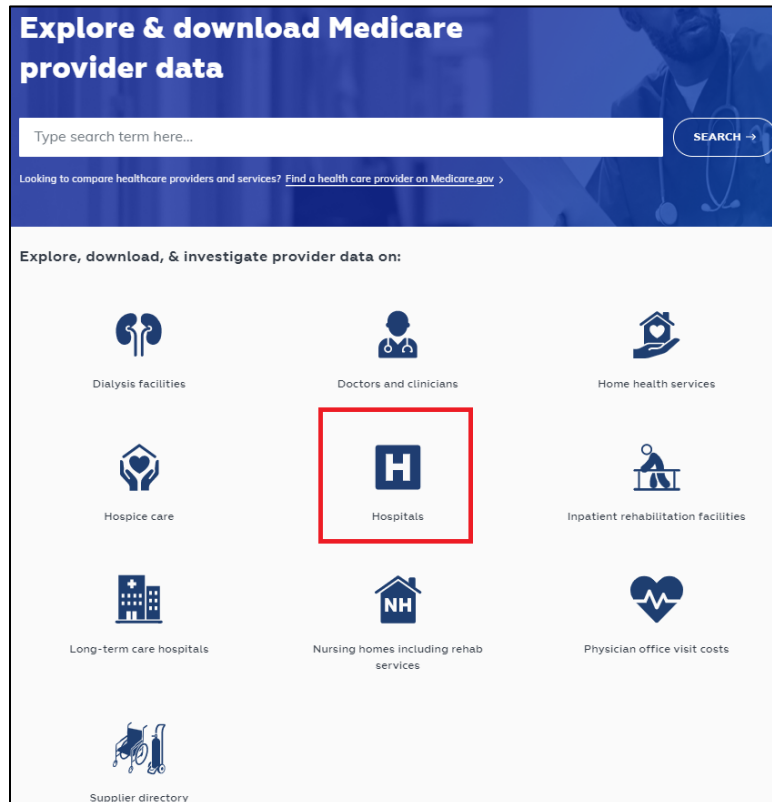 Explore & download Medicare
provider data
Type search term here...
SEARCH →
Looking to compare healthcare providers and services? Find a health care provider on Medicare.gov >
Explore, download, & investigate provider data on:
Dialysis facilities
Doctors and clinicians
Home health services
Hospice care
H
Hospitals
Inpatient rehabilitation facilities
Long-term care hospitals
NH
Nursing homes including rehab
services
Physician office visit costs
Supplier directory